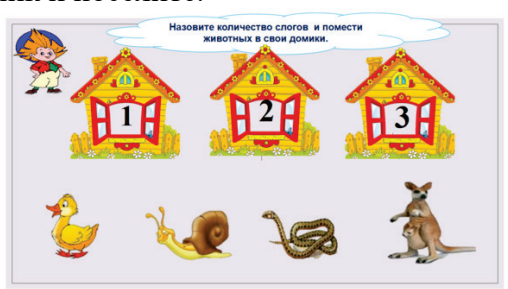 Назовите количество слогов и помести
животных в свои домики.
1
2
3